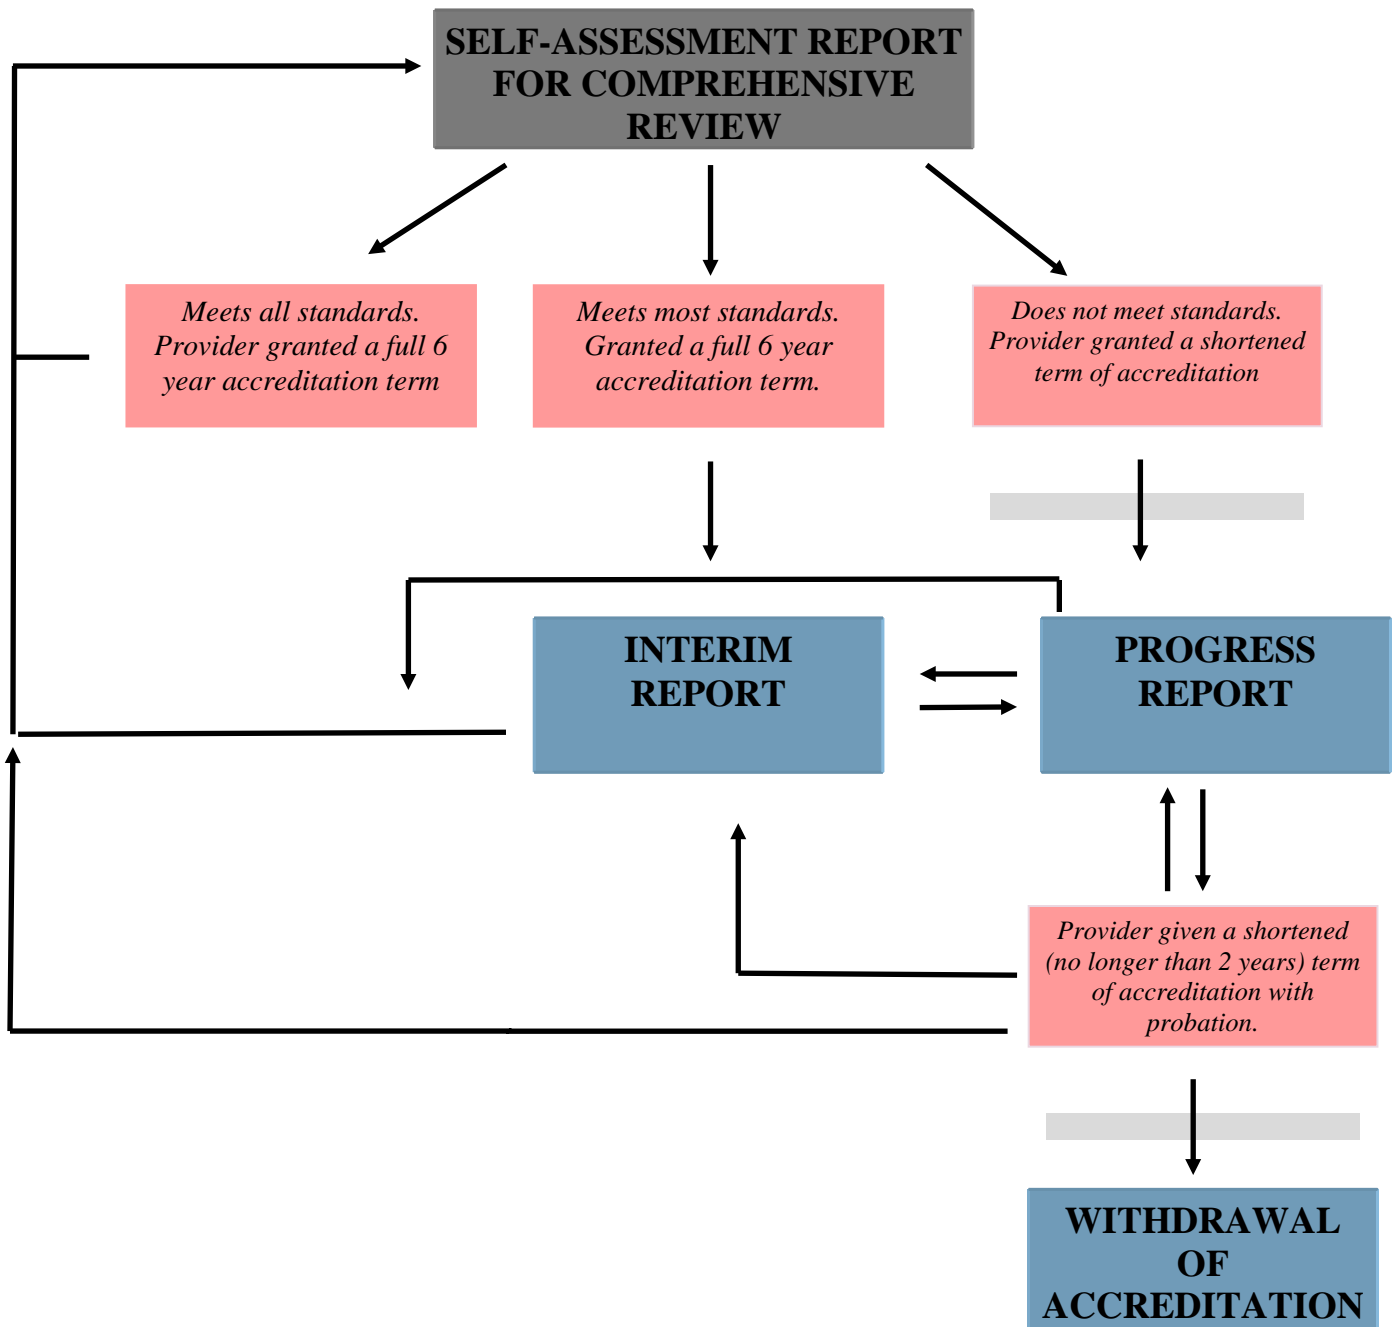 SELF-ASSESSMENT REPORT
FOR COMPREHENSIVE
REVIEW
Meets all standards.
Provider granted a full 6
year accreditation term
Meets most standards.
Granted a full 6 year
accreditation term.
Does not meet standards.
Provider granted a shortened
term of accreditation
INTERIM
REPORT
PROGRESS
REPORT
Provider given a shortened
(no longer than 2 years) term
of accreditation with
probation.
WITHDRAWAL
OF
ACCREDITATION